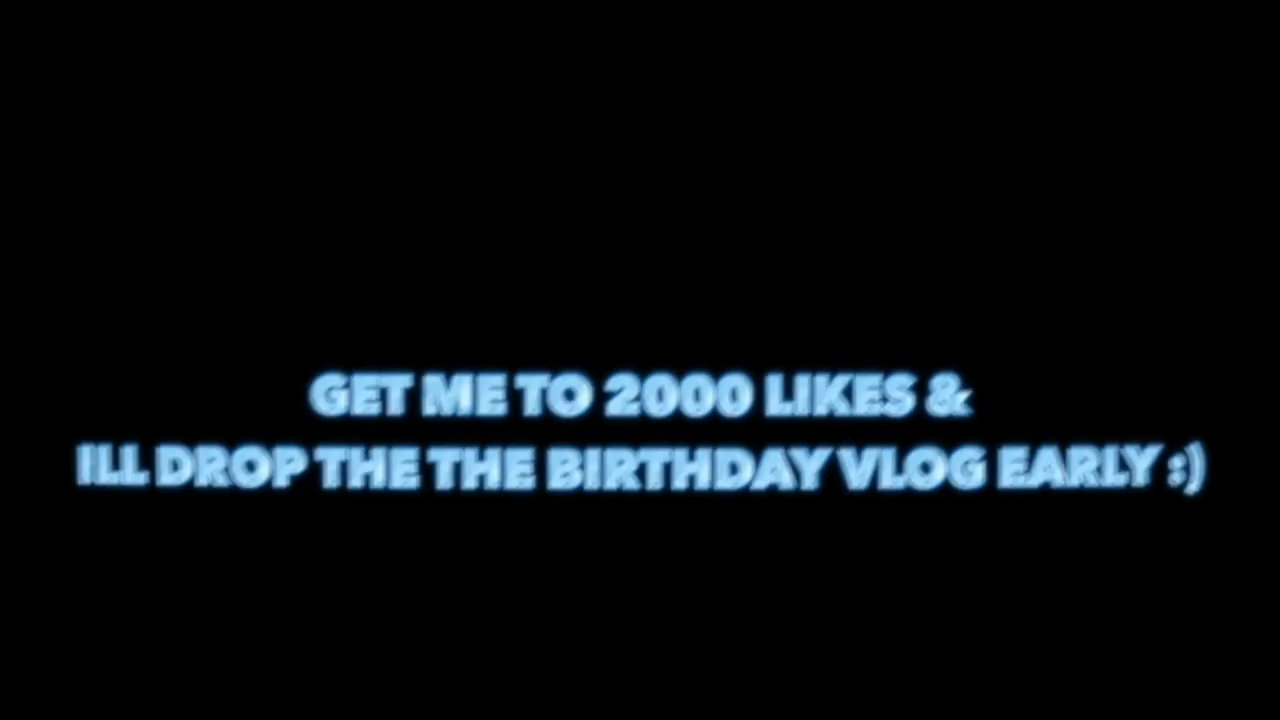 GET ME TO 2000 LIKES &
ILL DROP THE THE BIRTHDAY VLOG EARLY :)